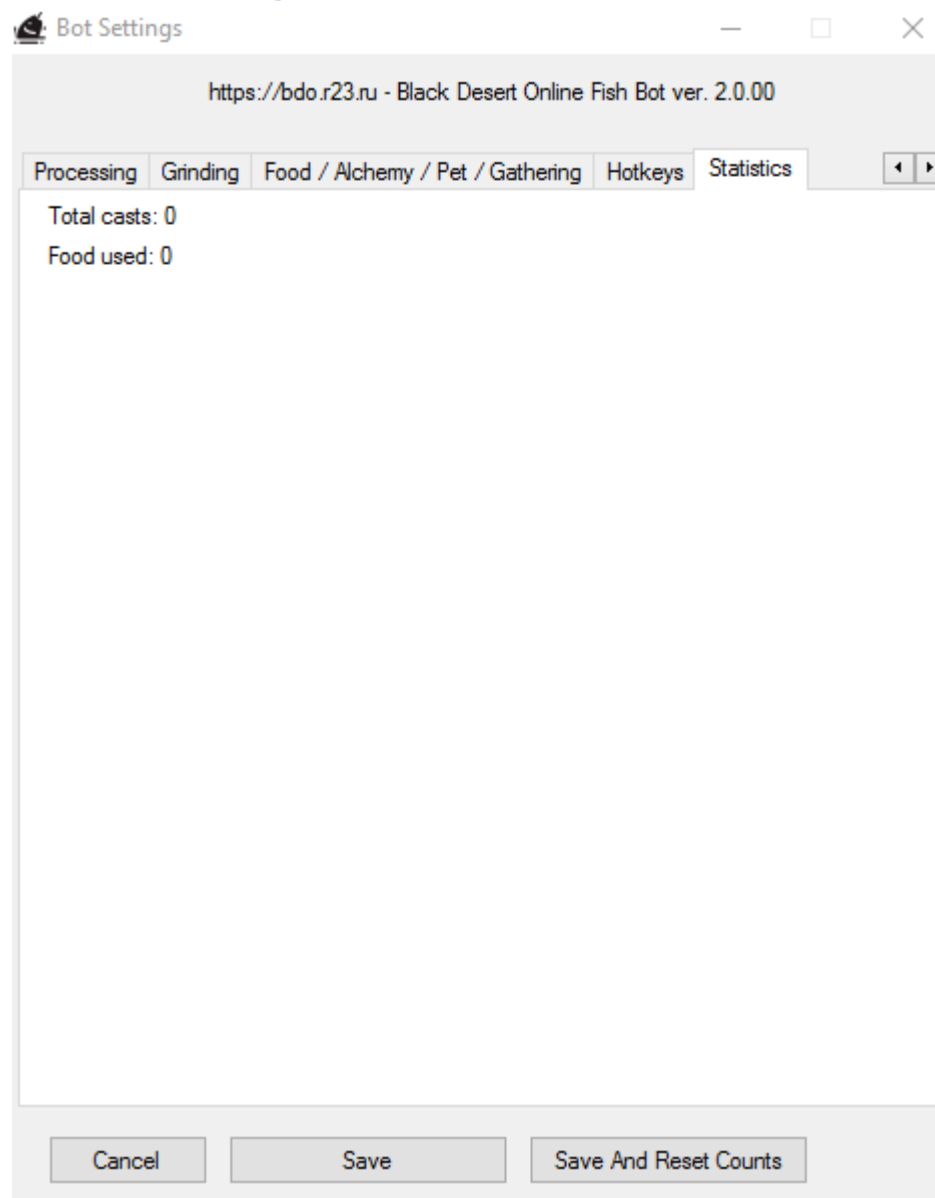 Bot Settings
https://bdo.r23.ru - Black Desert Online Fish Bot ver. 2.0.00
Processing Grinding Food / Alchemy / Pet / Gathering Hotkeys Statistics
Total casts: 0
Food used: 0
Cancel Save Save And Reset Counts